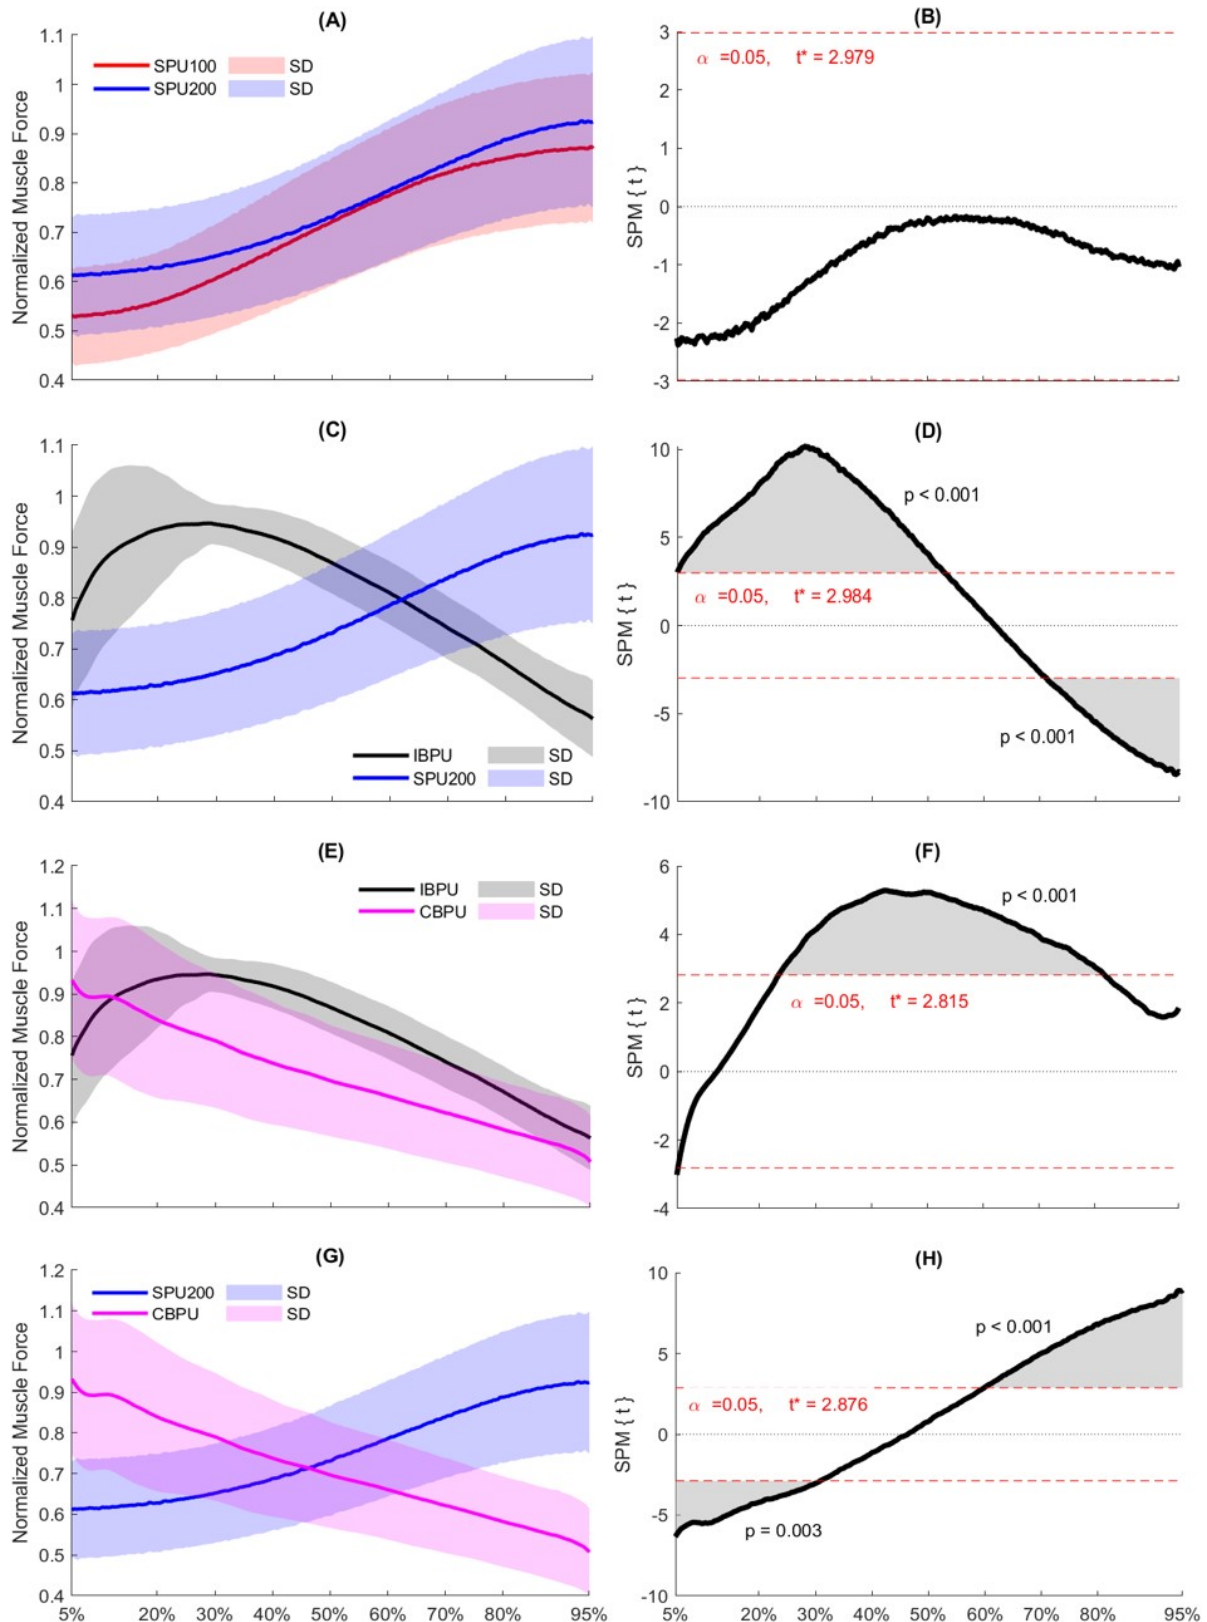 (A)
1.1
1
0.9
0.8
0.7
0.6
0.5
0.4
Normalized Muscle Force
SPU100 SD
SPU200 SD
(B)
3
2
1
0
-1
-2
-3
SPM { t }
α =0.05, t* = 2.979
(C)
1.1
1
0.9
0.8
0.7
0.6
0.5
0.4
Normalized Muscle Force
IBPU SD
SPU200 SD
(D)
10
5
0
-5
-10
SPM { t }
p < 0.001
α =0.05, t* = 2.984
p < 0.001
(E)
1.2
1.1
1
0.9
0.8
0.7
0.6
0.5
0.4
Normalized Muscle Force
IBPU SD
CBPU SD
(F)
6
4
2
0
-2
-4
SPM { t }
p < 0.001
α =0.05, t* = 2.815
(G)
1.2
1.1
1
0.9
0.8
0.7
0.6
0.5
0.4
Normalized Muscle Force
SPU200 SD
CBPU SD
5% 20% 30% 40% 50% 60% 70% 80% 95%
(H)
10
5
0
-5
-10
SPM { t }
p < 0.001
α =0.05, t* = 2.876
p = 0.003
5% 20% 30% 40% 50% 60% 70% 80% 95%